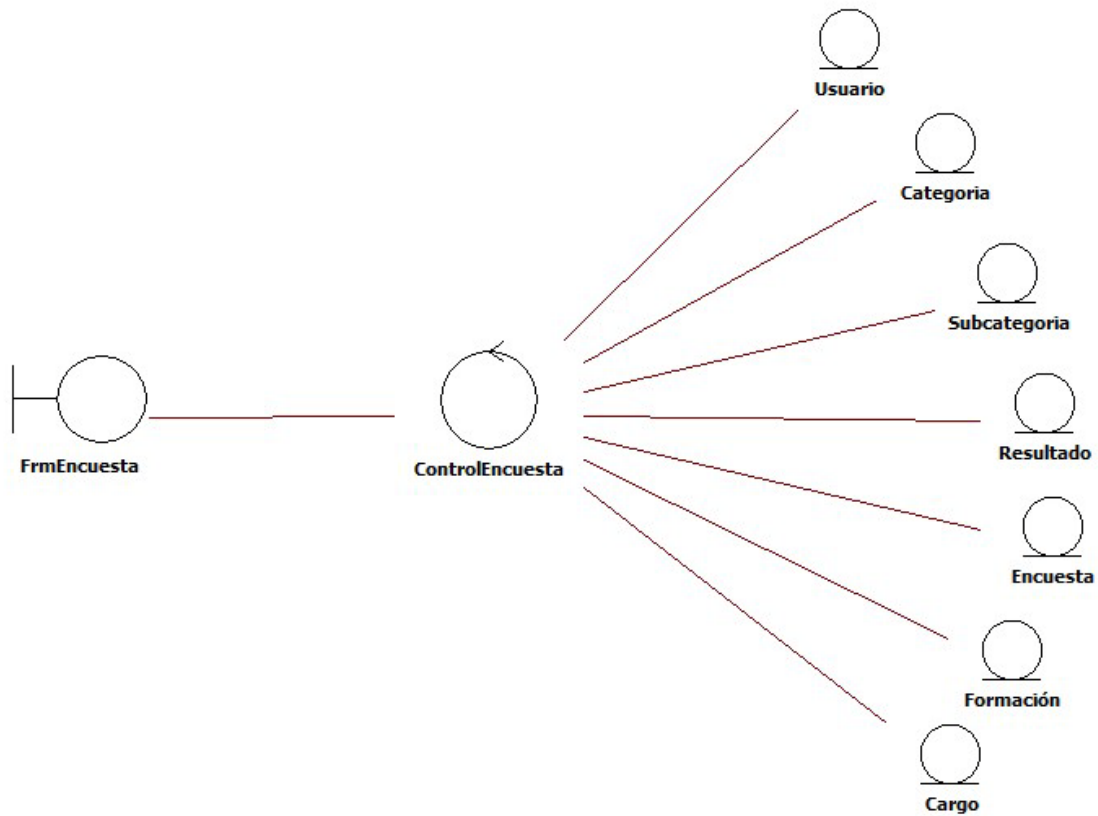 Usuario
Categoria
Subcategoria
FrmEncuesta
ControlEncuesta
Resultado
Encuesta
Formación
Cargo